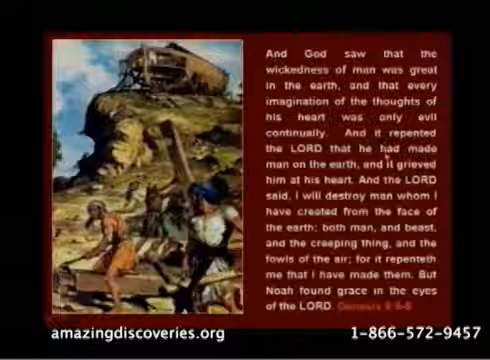 And God saw that the
wickedness of man was great
in the earth, and that every
imagination of the thoughts of
his heart was only evil
continually. And it repented
the LORD that he had made
man on the earth, and it grieved
him at his heart. And the LORD
said, I will destroy man whom I
have created from the face of
the earth; both man, and beast,
and the creeping thing, and the
fowls of the air; for it repenteth
me that I have made them. But
Noah found grace in the eyes
of the LORD. Genesis
amazingdiscoveries.org
1-866-572-9457